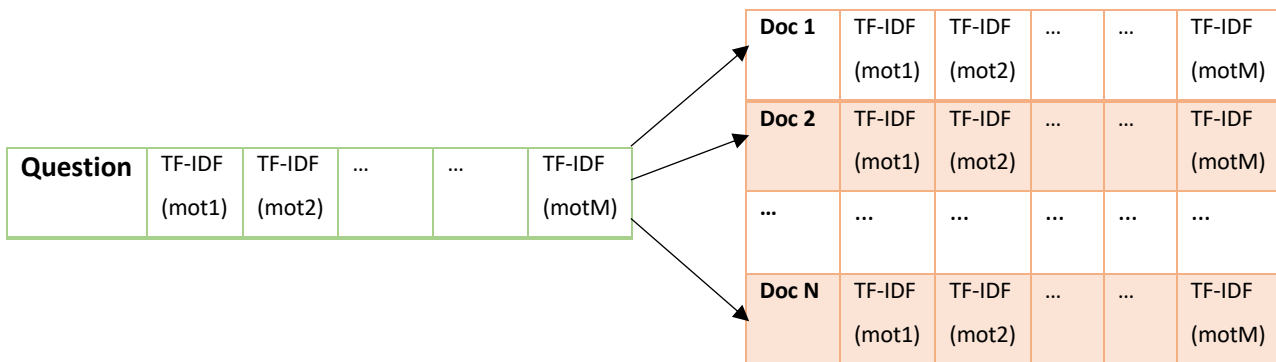 Question TF-IDF TF-IDF ... ... TF-IDF
(mot1) (mot2) (motM)
Doc 1 TF-IDF TF-IDF ... ... TF-IDF
(mot1) (mot2) (motM)
Doc 2 TF-IDF TF-IDF ... ... TF-IDF
(mot1) (mot2) (motM)
... ... ... ... ... ...
Doc N TF-IDF TF-IDF ... ... TF-IDF
(mot1) (mot2) (motM)